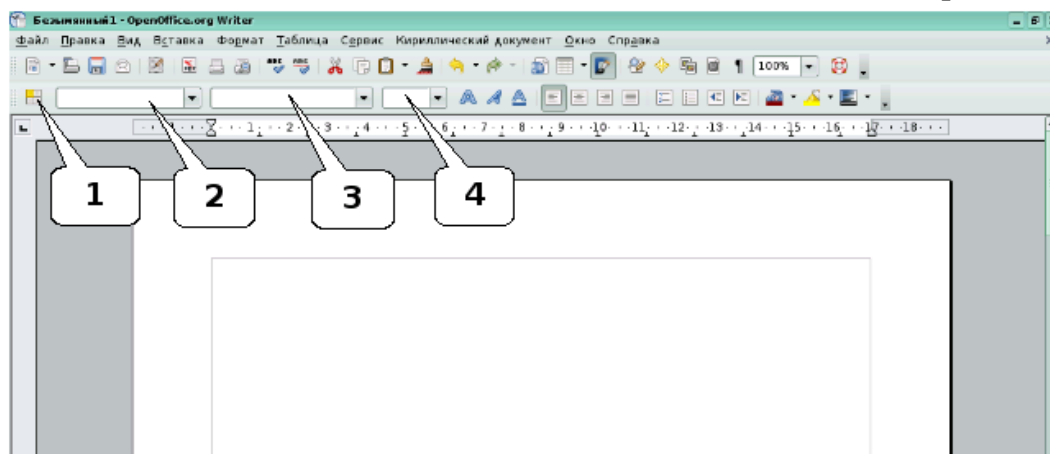 Безымянный1 - OpenOffice.org Writer
Файл Правка Вид Вставка Формат Таблица Сервис Кириллический документ Окно Справка
100%
1 2 3 4 5 6 7 8 9 10 11 12 13 14 15 16 17 18
1 2 3 4